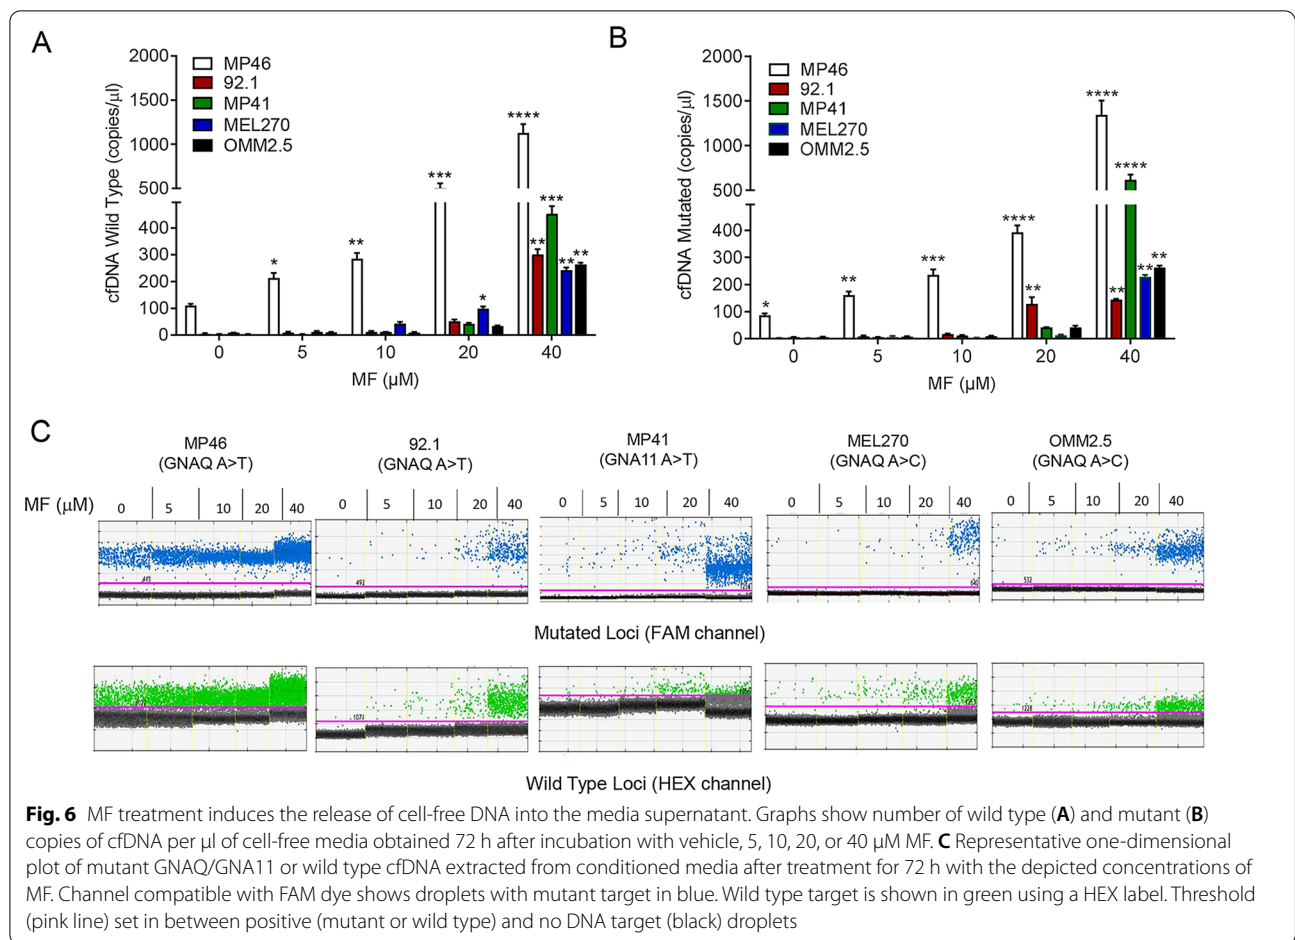 A
B
2000
1500
1000
500
400
300
200
100
0
cfDNA Wild Type (copies/µl)
MP46
92.1
MP41
MEL270
OMM2.5
*
**
***
*
****
**
***
**
**
0 5 10 20 40
MF (µM)
2000
1500
1000
500
400
300
200
100
0
cfDNA Mutated (copies/µl)
MP46
92.1
MP41
MEL270
OMM2.5
*
**
***
****
**
****
**
****
**
**
0 5 10 20 40
MF (µM)
C
MP46 92.1 MP41 MEL270 OMM2.5
(GNAQ A>T) (GNAQ A>T) (GNA11 A>T) (GNAQ A>C) (GNAQ A>C)
MF (µM) 0 5 10 20 40 0 5 10 20 40 0 5 10 20 40 0 5 10 20 40 0 5 10 20 40
492 532
Mutated Loci (FAM channel)
1071 1228
Wild Type Loci (HEX channel)
Fig. 6 MF treatment induces the release of cell-free DNA into the media supernatant. Graphs show number of wild type (A) and mutant (B)
copies of cfDNA per µl of cell-free media obtained 72 h after incubation with vehicle, 5, 10, 20, or 40 µM MF. C Representative one-dimensional
plot of mutant GNAQ/GNA11 or wild type cfDNA extracted from conditioned media after treatment for 72 h with the depicted concentrations of
MF. Channel compatible with FAM dye shows droplets with mutant target in blue. Wild type target is shown in green using a HEX label. Threshold
(pink line) set in between positive (mutant or wild type) and no DNA target (black) droplets